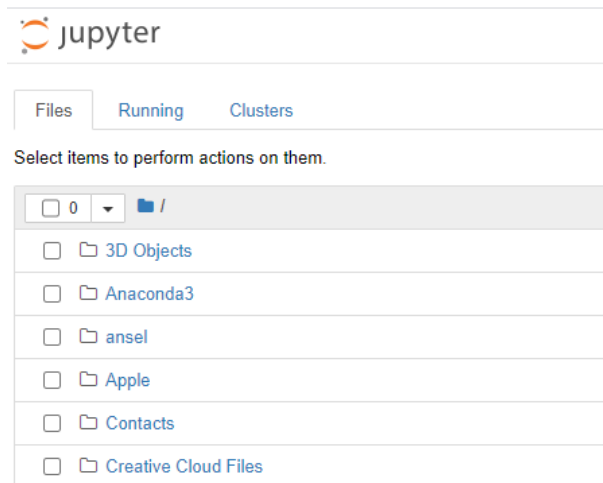 jupyter
Files Running Clusters
Select items to perform actions on them.
0 /
3D Objects
Anaconda3
ansel
Apple
Contacts
Creative Cloud Files